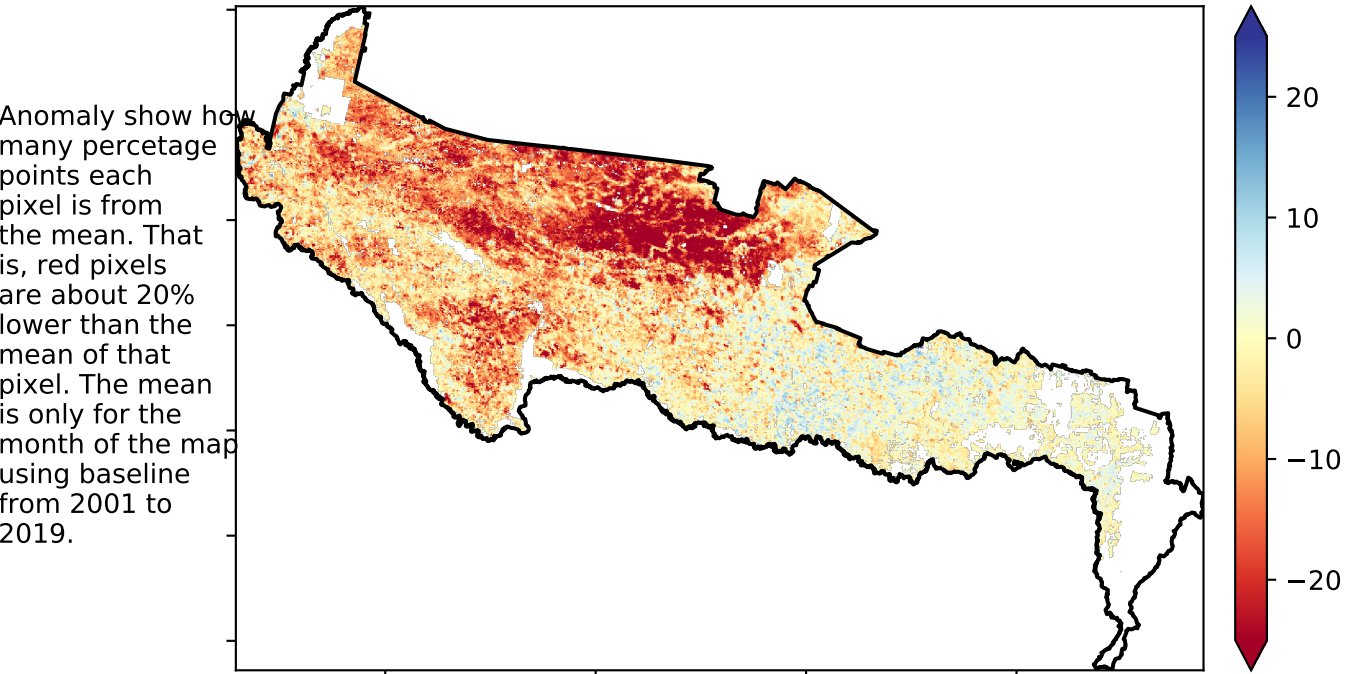 Anomaly show how
many percetage
points each
pixel is from
the mean. That
is, red pixels
are about 20%
lower than the
mean of that
pixel. The mean
is only for the
month of the map
using baseline
from 2001 to
2019.
20
10
0
−10
−20